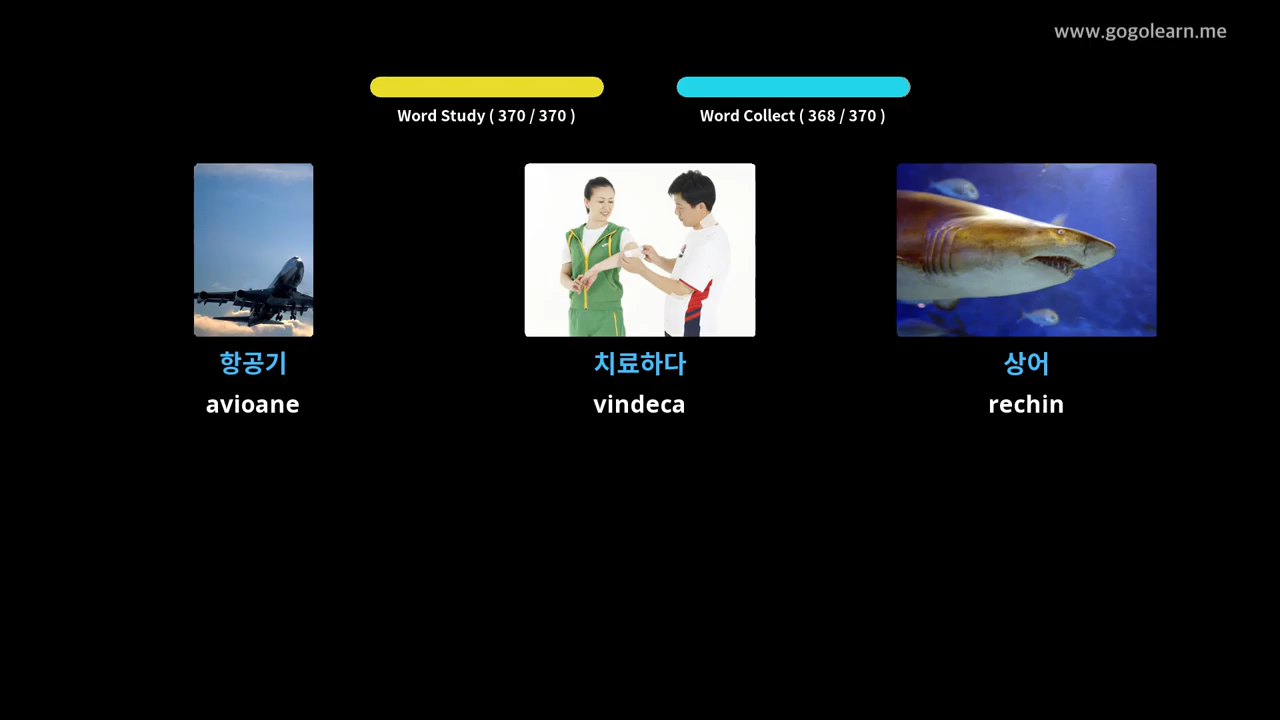 www.gogolearn.me
Word Study ( 370 / 370 )
Word Collect ( 368 / 370 )
항공기
치료하다
상어
avioane
vindeca
rechin